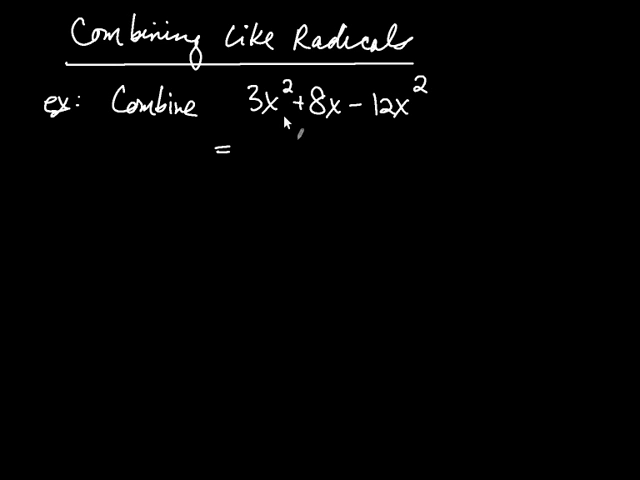 Combining Like Radicals
ex: Combine 3x² + 8x - 12x²
=